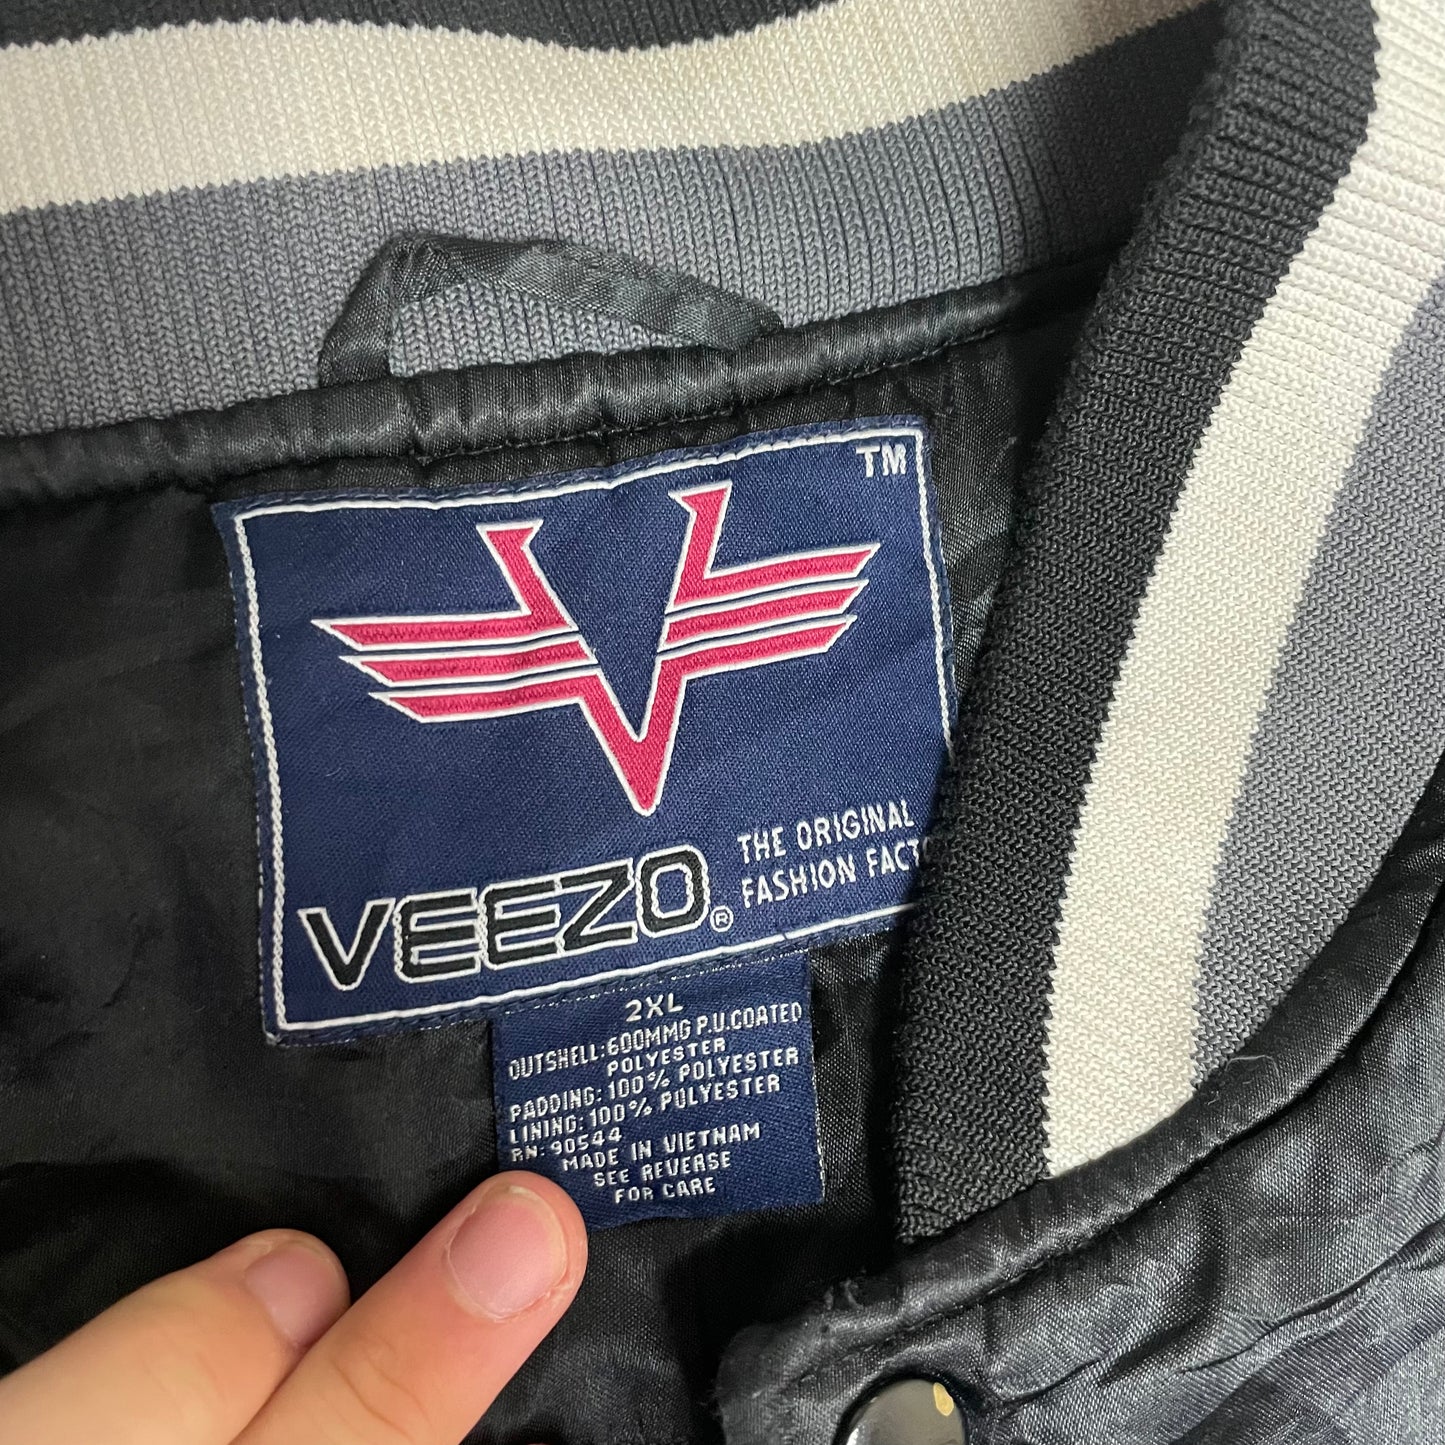 TM
VEEZO®
THE ORIGINAL
FASHION FACT
2XL
OUTSHELL:600MMG P.U.COATED
POLYESTER
PADDING:100% POLYESTER
LINING:100% POLYESTER
RN:90544
MADE IN VIETNAM
SEE REVERSE
FOR CARE